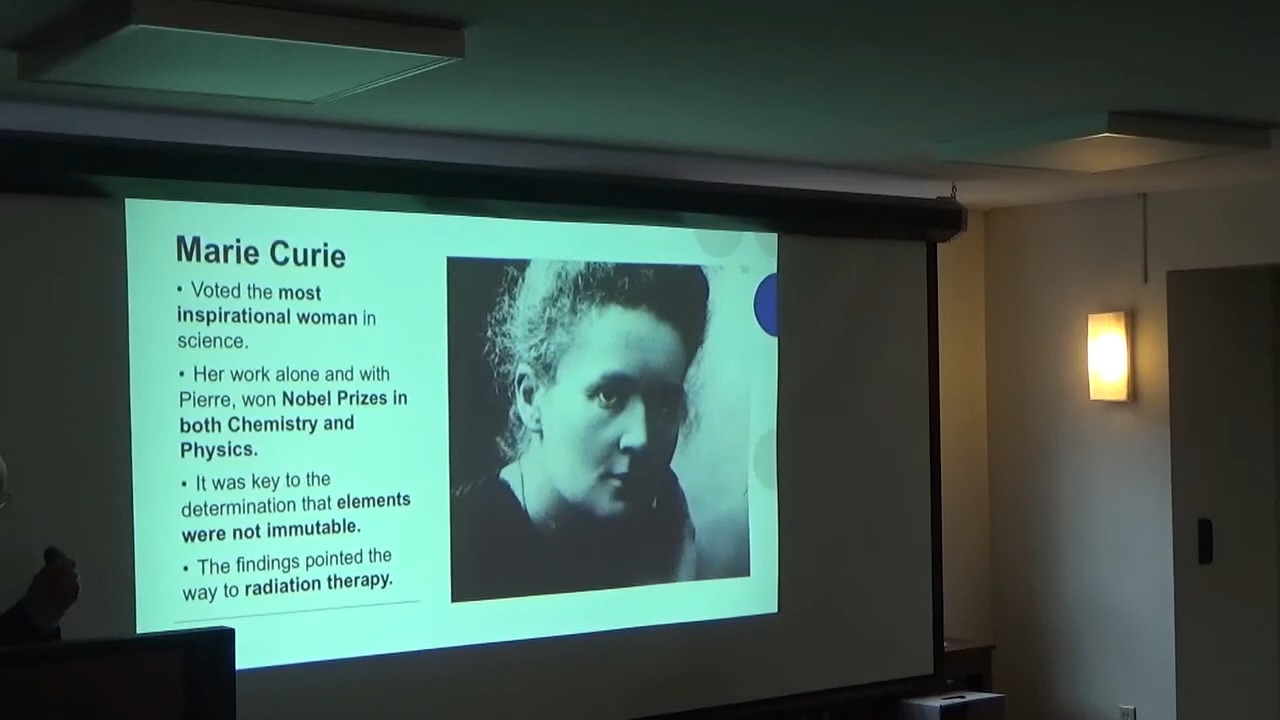 Marie Curie
• Voted the most
inspirational woman in
science.
• Her work alone and with
Pierre, won Nobel Prizes in
both Chemistry and
Physics.
• It was key to the
determination that elements
were not immutable.
• The findings pointed the
way to radiation therapy.